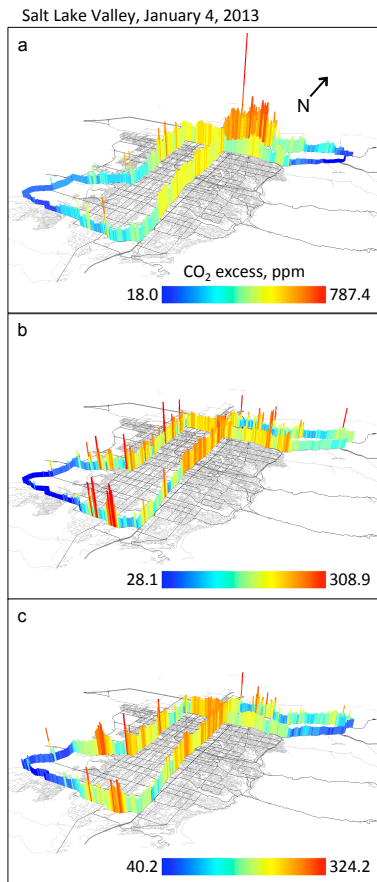 Salt Lake Valley, January 4, 2013
a
N
CO₂ excess, ppm
18.0 787.4
b
28.1 308.9
c
40.2 324.2